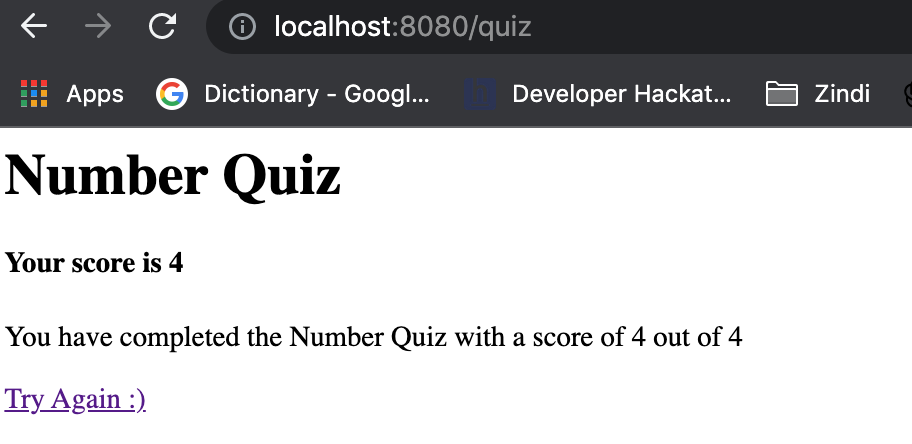 localhost:8080/quiz
Apps Dictionary - Googl... Developer Hackat... Zindi
Number Quiz
Your score is 4
You have completed the Number Quiz with a score of 4 out of 4
Try Again :)